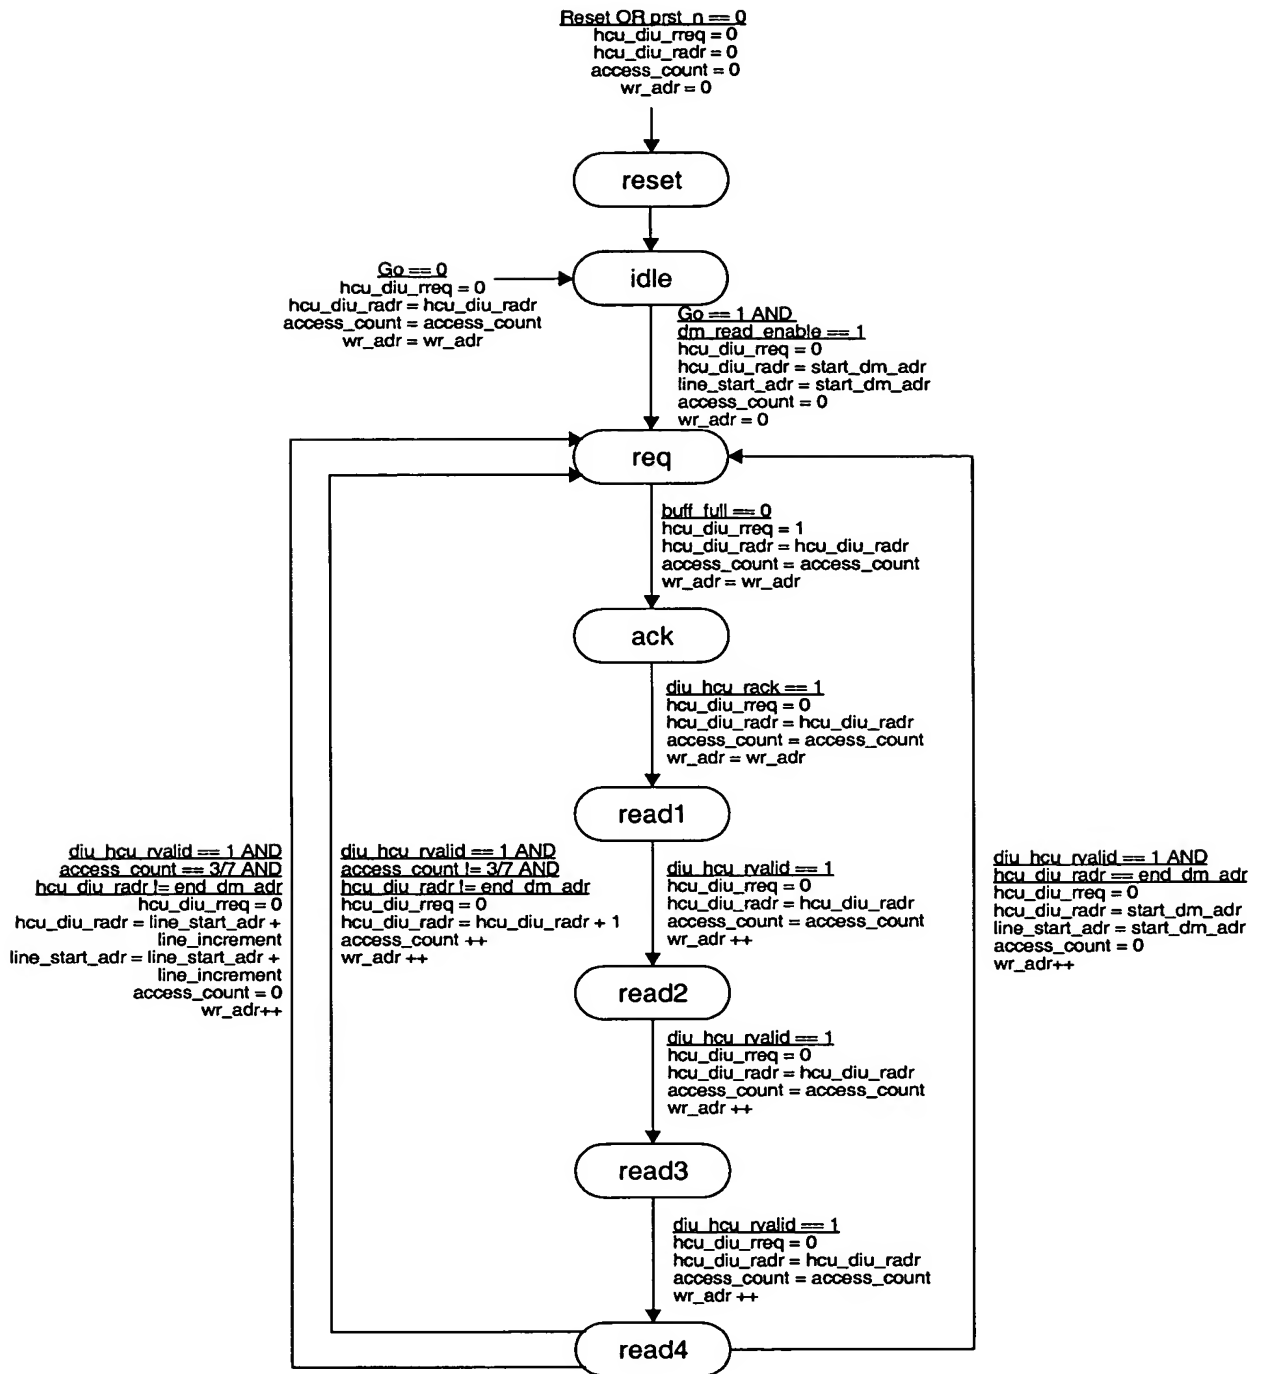 Reset OR prst_n == 0
hcu_diu_rreq = 0
hcu_diu_radr = 0
access_count = 0
wr_adr = 0
reset
idle
Go == 0
hcu_diu_rreq = 0
hcu_diu_radr = hcu_diu_radr
access_count = access_count
wr_adr = wr_adr
Go == 1 AND
dm_read_enable == 1
hcu_diu_rreq = 0
hcu_diu_radr = start_dm_adr
line_start_adr = start_dm_adr
access_count = 0
wr_adr = 0
req
buff_full == 0
hcu_diu_rreq = 1
hcu_diu_radr = hcu_diu_radr
access_count = access_count
wr_adr = wr_adr
ack
diu_hcu_rack == 1
hcu_diu_rreq = 0
hcu_diu_radr = hcu_diu_radr
access_count = access_count
wr_adr = wr_adr
read1
diu_hcu_rvalid == 1 AND
access_count == 3/7 AND
hcu_diu_radr != end_dm_adr
hcu_diu_rreq = 0
hcu_diu_radr = line_start_adr +
line_increment
line_start_adr = line_start_adr +
line_increment
access_count = 0
wr_adr++
diu_hcu_rvalid == 1 AND
access_count != 3/7 AND
hcu_diu_radr != end_dm_adr
hcu_diu_rreq = 0
hcu_diu_radr = hcu_diu_radr + 1
access_count ++
wr_adr ++
diu_hcu_rvalid == 1
hcu_diu_rreq = 0
hcu_diu_radr = hcu_diu_radr
access_count = access_count
wr_adr ++
diu_hcu_rvalid == 1 AND
hcu_diu_radr == end_dm_adr
hcu_diu_rreq = 0
hcu_diu_radr = start_dm_adr
line_start_adr = start_dm_adr
access_count = 0
wr_adr++
read2
diu_hcu_rvalid == 1
hcu_diu_rreq = 0
hcu_diu_radr = hcu_diu_radr
access_count = access_count
wr_adr ++
read3
diu_hcu_rvalid == 1
hcu_diu_rreq = 0
hcu_diu_radr = hcu_diu_radr
access_count = access_count
wr_adr ++
read4